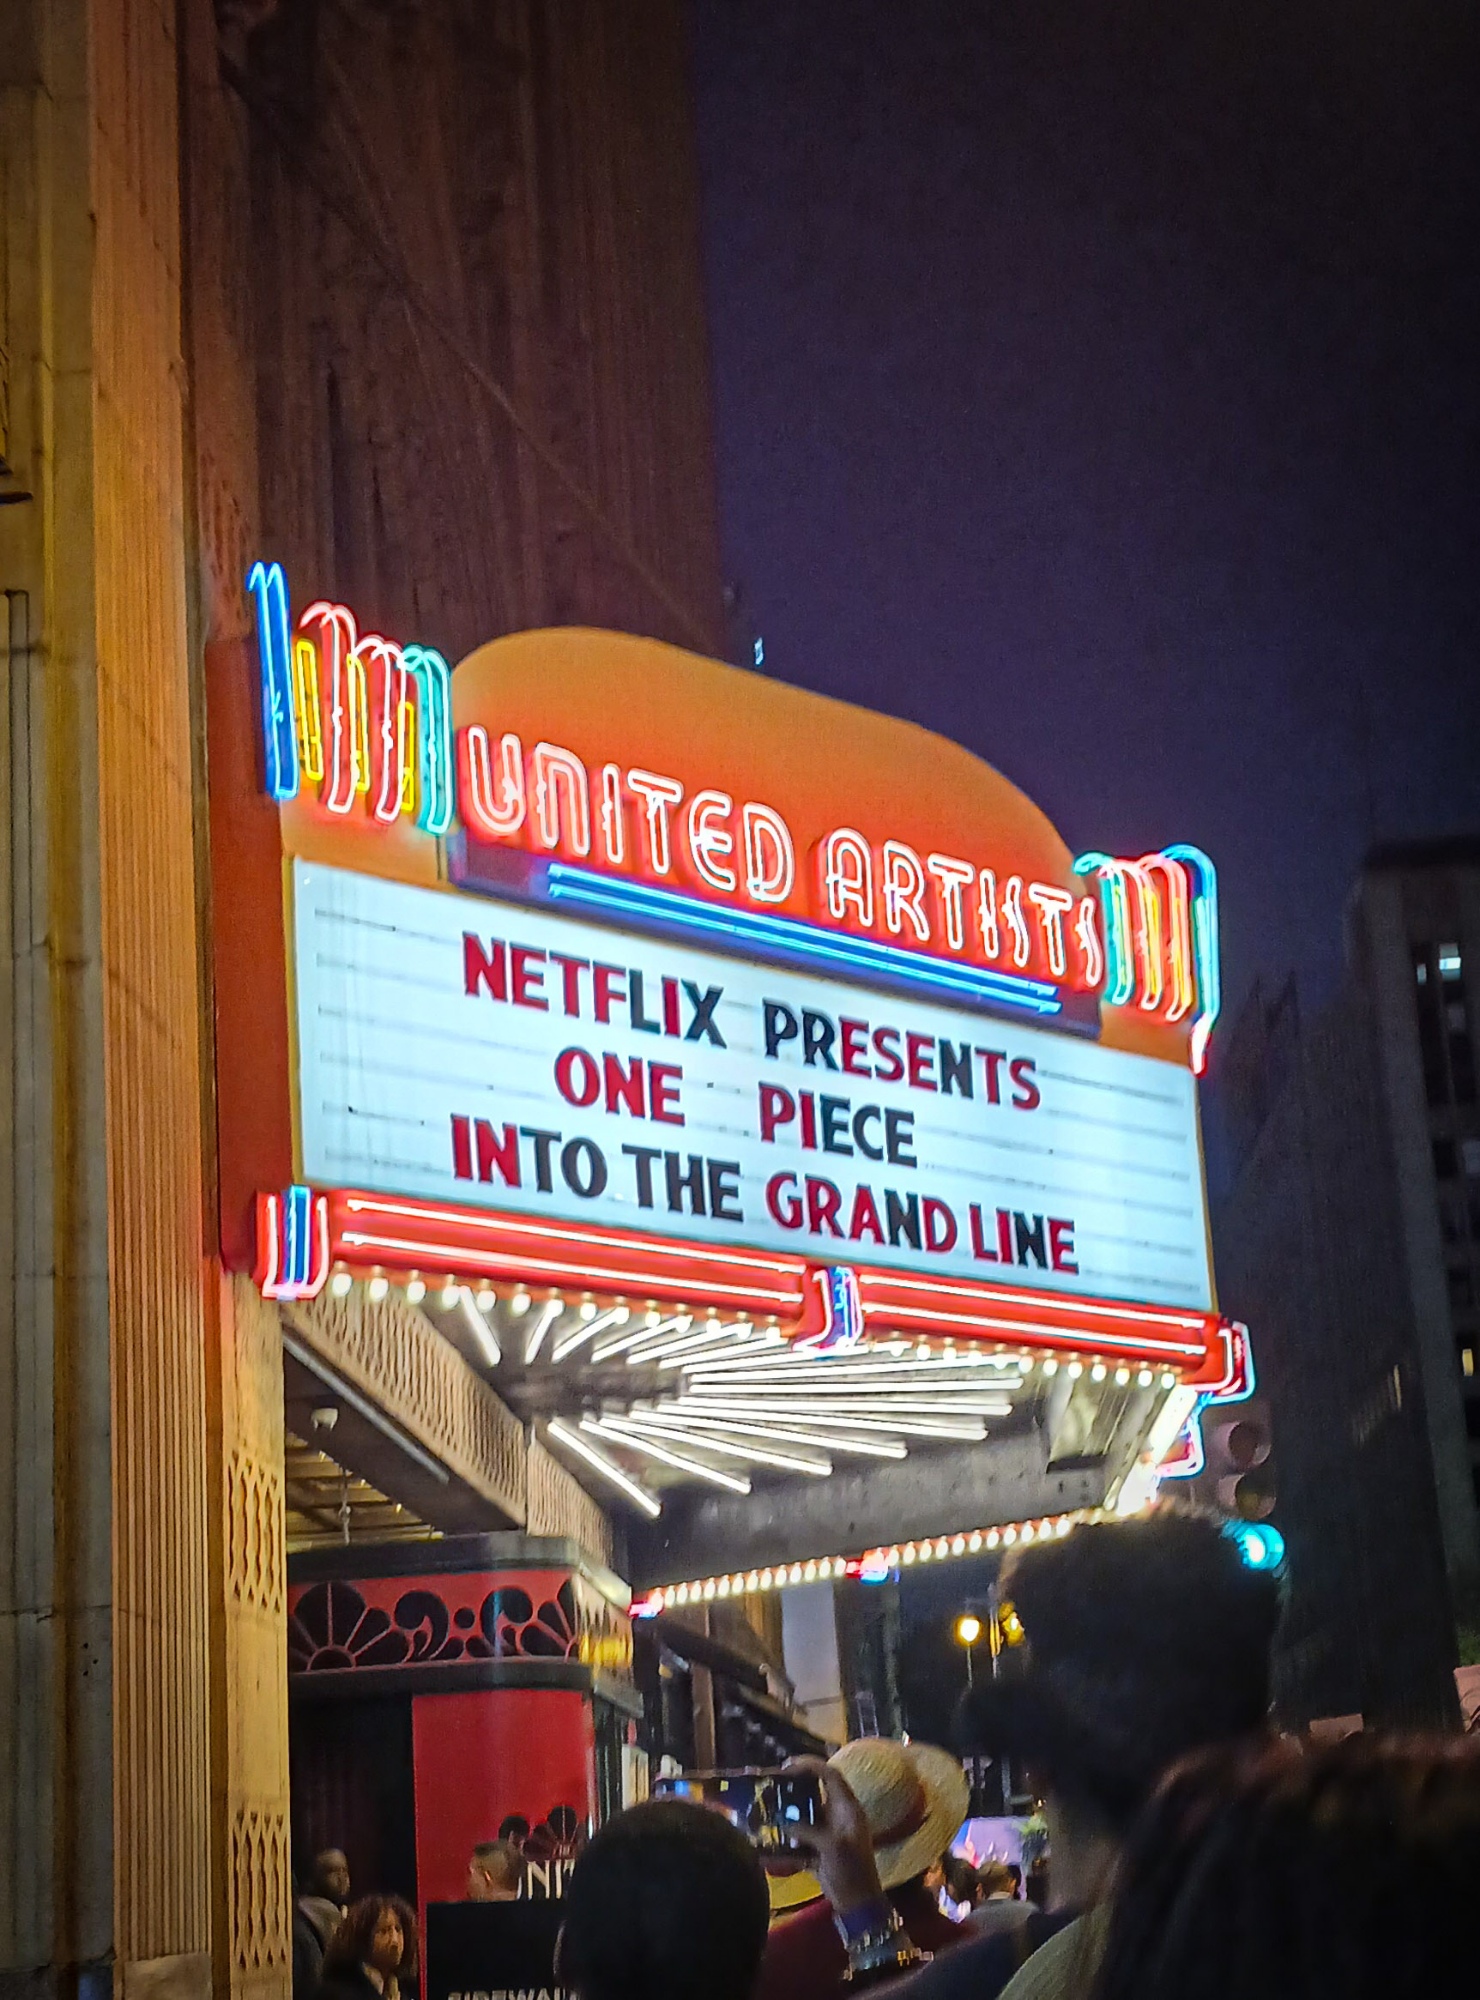 UNITED ARTISTS
NETFLIX PRESENTS
ONE PIECE
INTO THE GRAND LINE